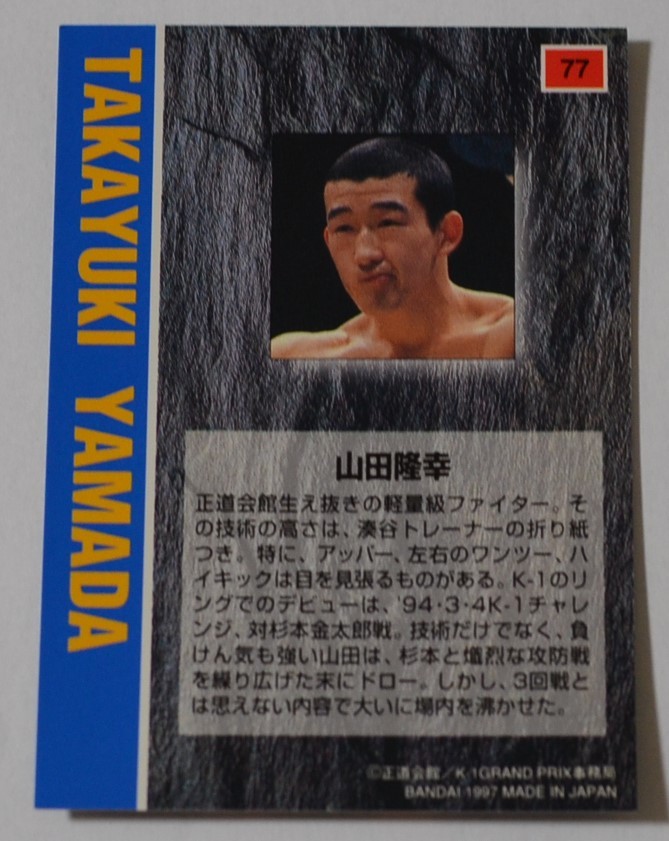 TAKAYUKI YAMADA
77
山田隆幸
正道会館生え抜きの軽量級ファイター。そ
の技術の高さは、湊谷トレーナーの折り紙
つき。特に、アッパー、左右のワンツー、ハ
イキックは目を見張るものがある。K-1のリ
ングでのデビューは、'94・3・4K-1チャレ
ンジ、対杉本金太郎戦。技術だけでなく、負
けん気も強い山田は、杉本と熾烈な攻防戦
を繰り広げた末にドロー。しかし、3回戦と
は思えない内容で大いに場内を沸かせた。
©正道会館／K-1GRAND PRIX事務局
BANDAI 1997 MADE IN JAPAN